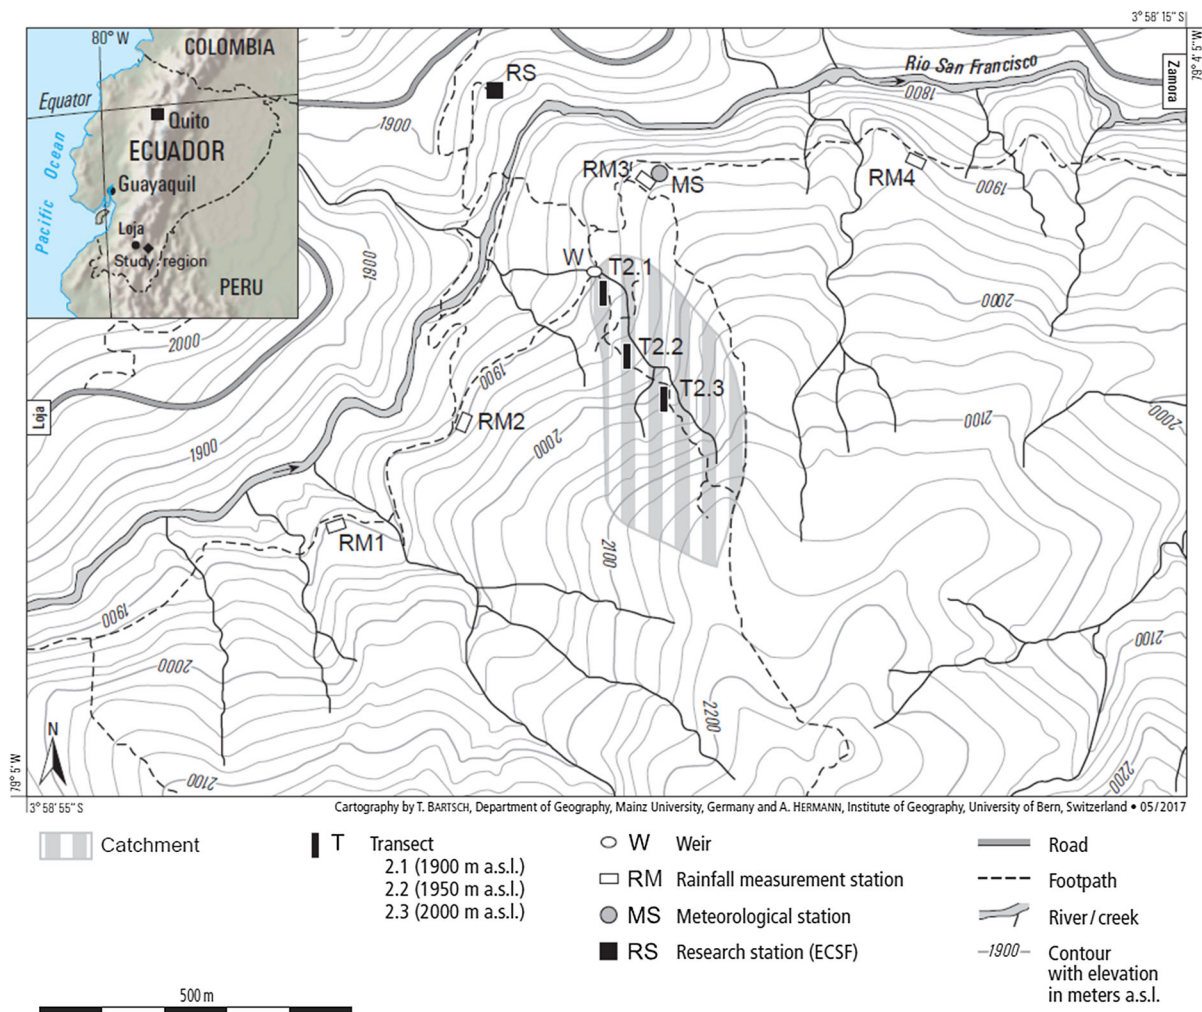 3° 58' 15" S
80° W
COLOMBIA
Equator
Quito
ECUADOR
Pacific Ocean
Guayaquil
Loja
Study region
PERU
RS
Rio San Francisco
Zamora
79° 4' 5" W
1800
1900
RM3
MS
RM4
1900
1900
W
T2.1
2000
2000
T2.2
1900
T2.3
Loja
RM2
2000
2100
2000
1900
RM1
2100
1900
2000
2100
2200
2100
2200
N
79° 5' W
3° 58' 55" S
Cartography by T. BARTSCH, Department of Geography, Mainz University, Germany and A. HERMANN, Institute of Geography, University of Bern, Switzerland • 05/2017
Catchment
T Transect
2.1 (1900 m a.s.l.)
2.2 (1950 m a.s.l.)
2.3 (2000 m a.s.l.)
W Weir
RM Rainfall measurement station
MS Meteorological station
RS Research station (ECSF)
Road
Footpath
River/creek
1900 Contour
with elevation
in meters a.s.l.
500 m